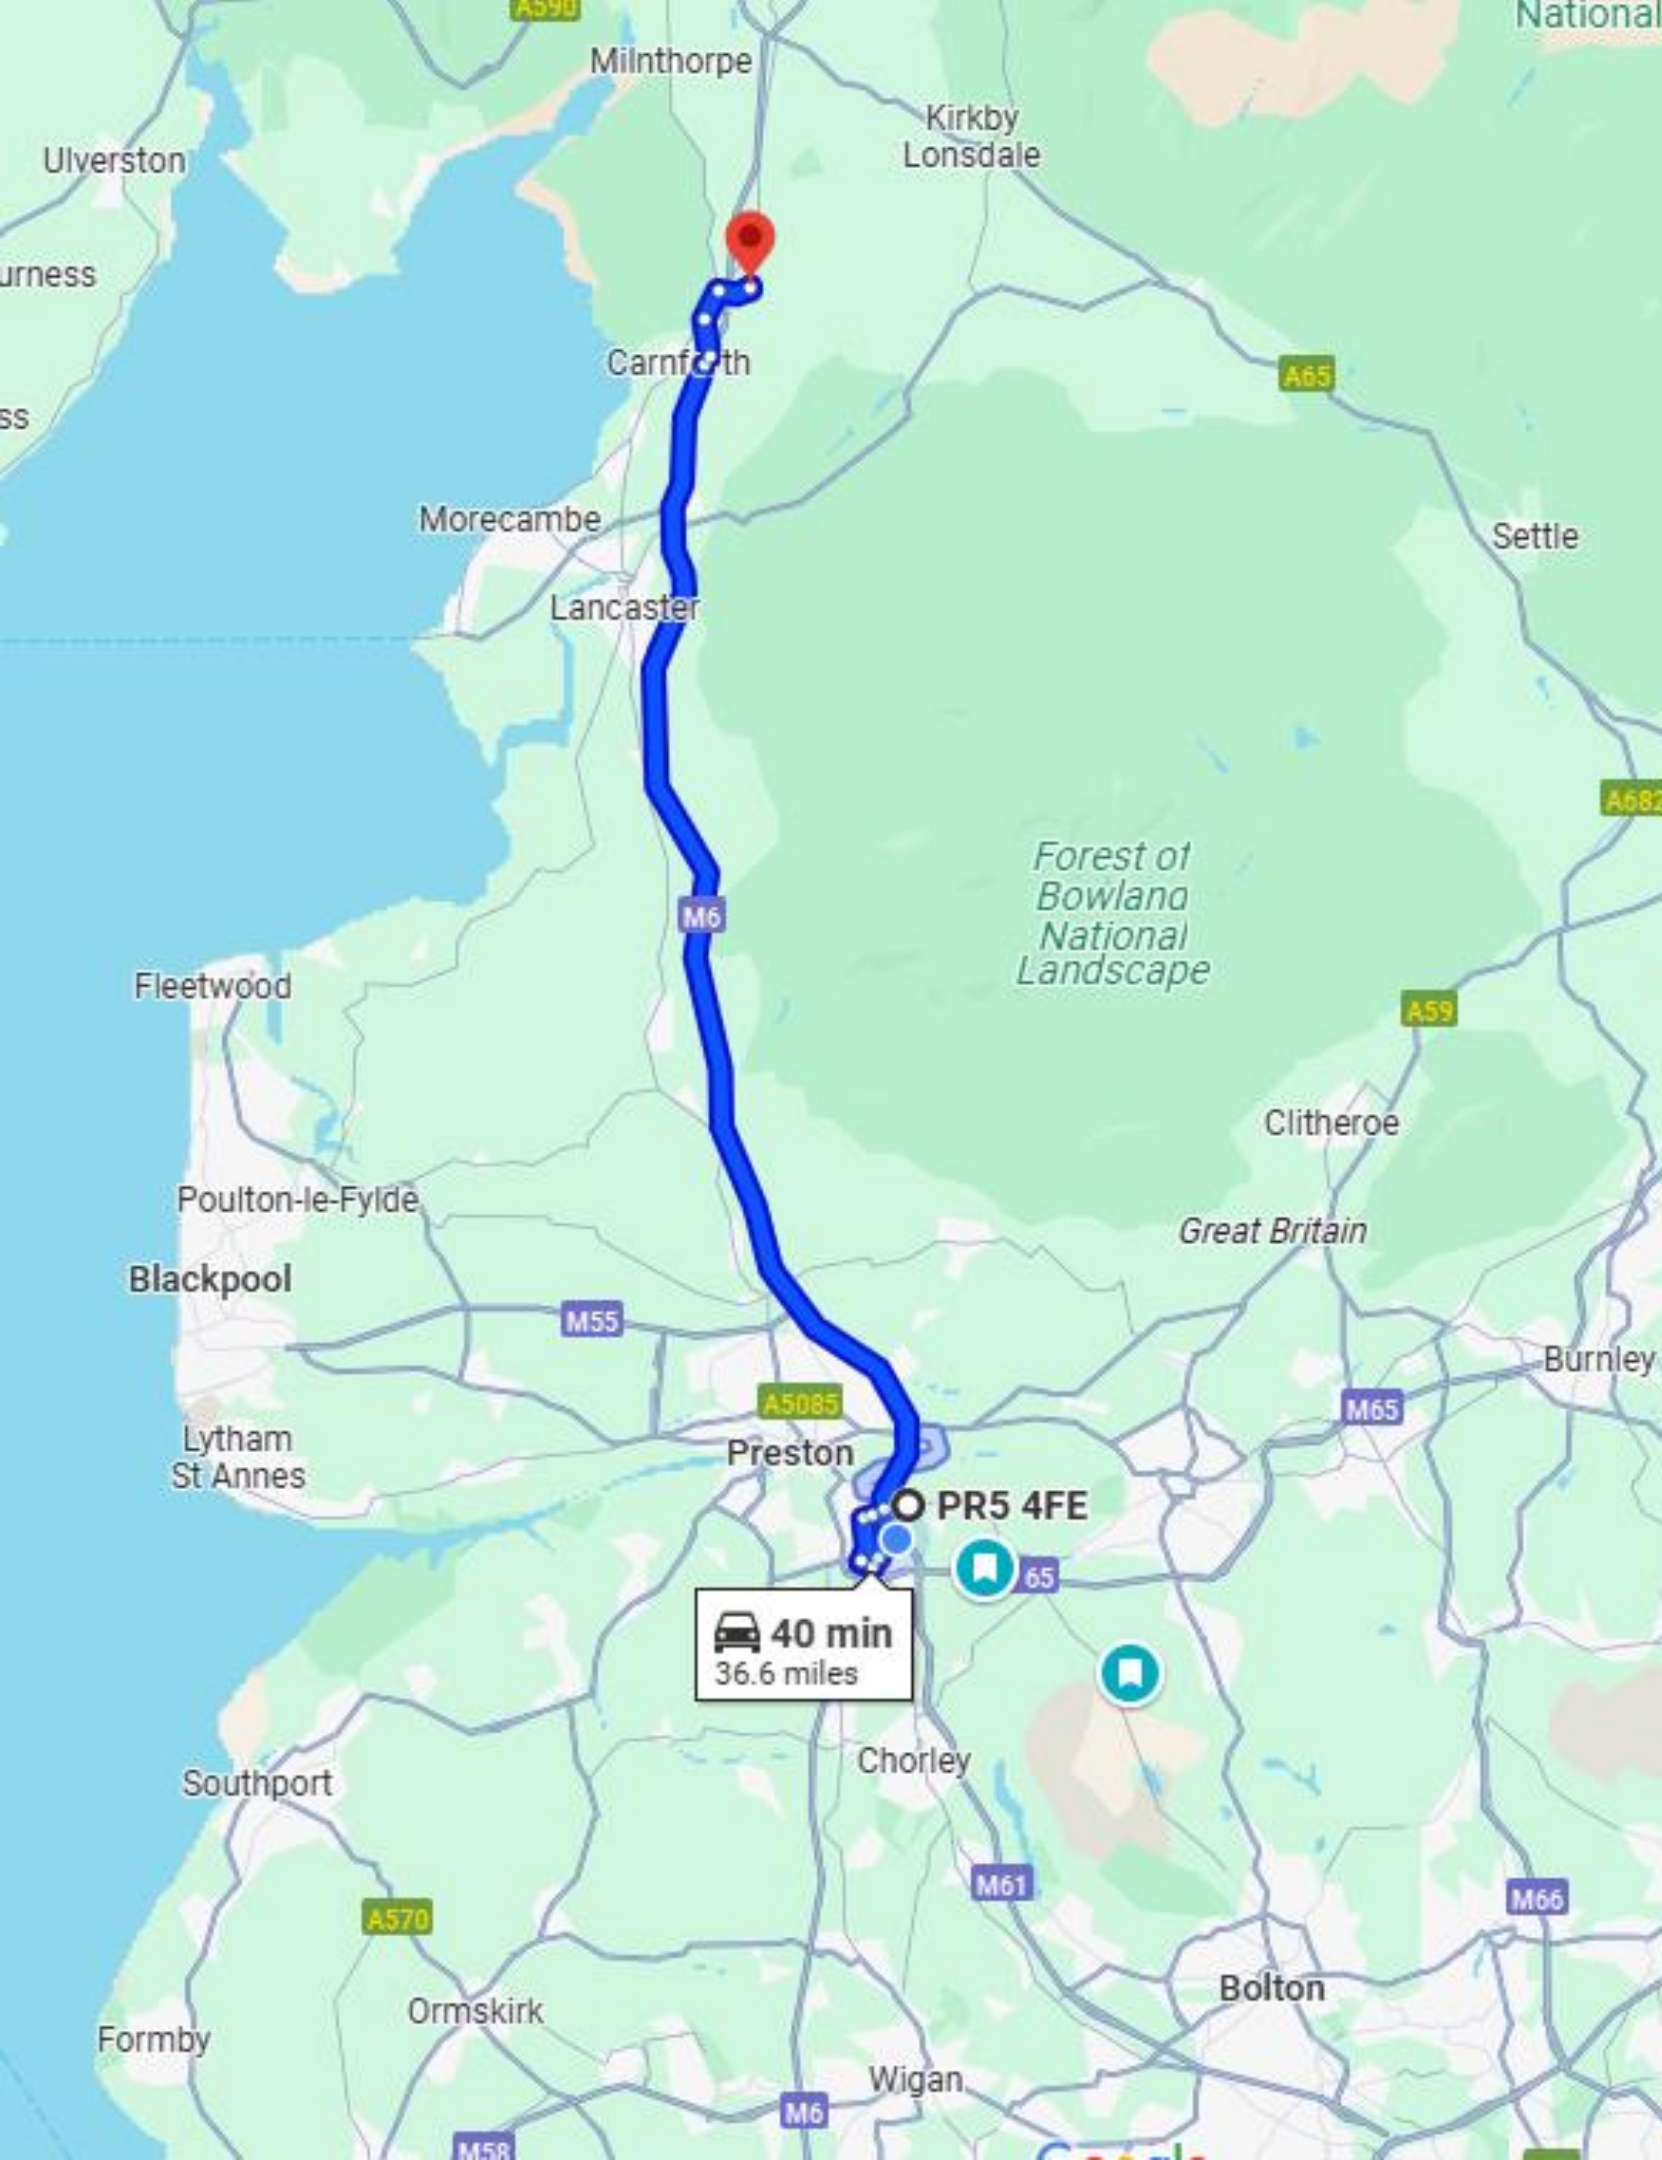 A590
National
Milnthorpe
Kirkby
Lonsdale
Ulverston
urness
Carnforth
A65
ss
Morecambe
Settle
Lancaster
A682
Forest of
Bowland
National
Landscape
M6
Fleetwood
A59
Clitheroe
Poulton-le-Fylde
Great Britain
Blackpool
M55
Burnley
A5085
M65
Lytham
St Annes
Preston
PR5 4FE
65
40 min
36.6 miles
Chorley
Southport
M61
M66
A570
Bolton
Ormskirk
Formby
Wigan
M6
M58
Google